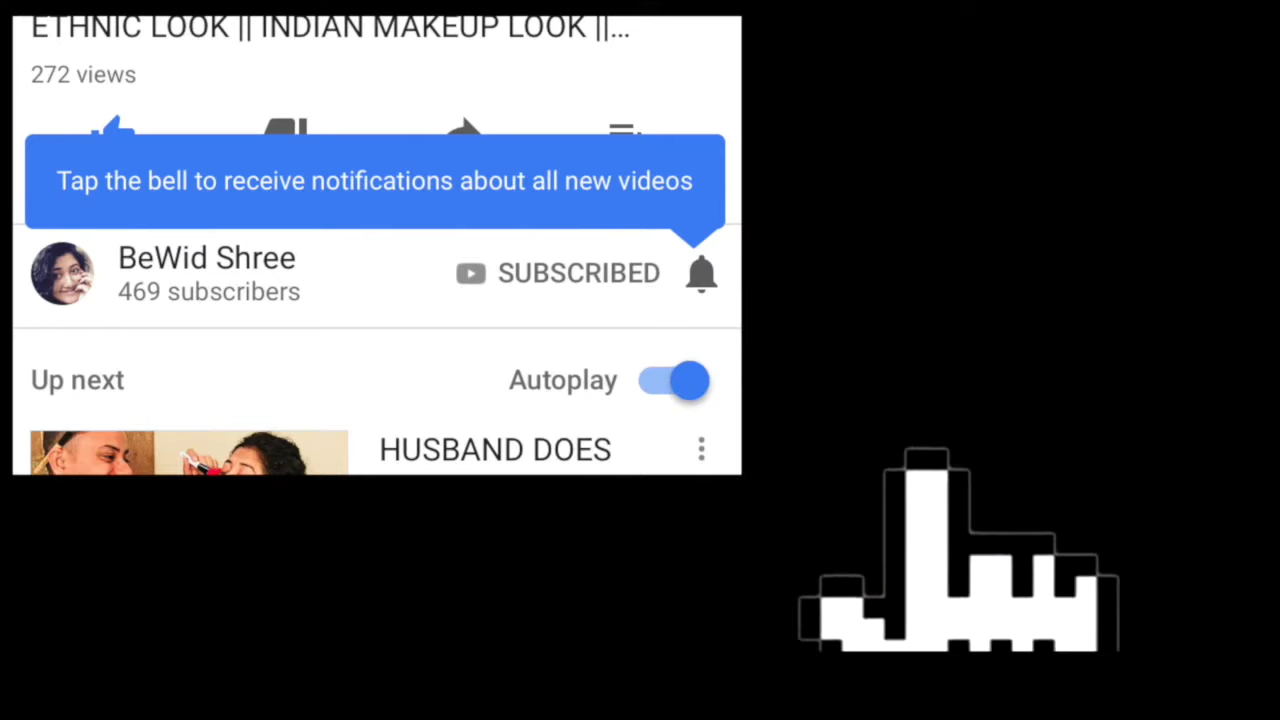 ETHNIC LOOK || INDIAN MAKEUP LOOK ||...
272 views
Tap the bell to receive notifications about all new videos
BeWid Shree
469 subscribers
SUBSCRIBED
Up next
Autoplay
HUSBAND DOES